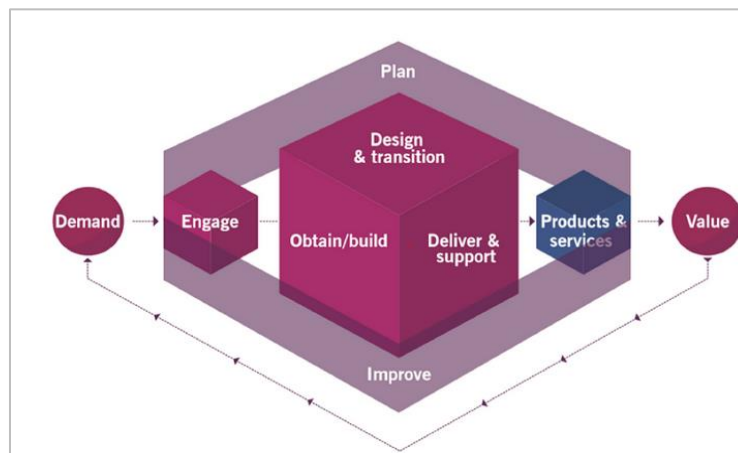 Plan
Design
& transition
Demand
Engage
Obtain/build
Deliver &
support
Products &
services
Value
Improve